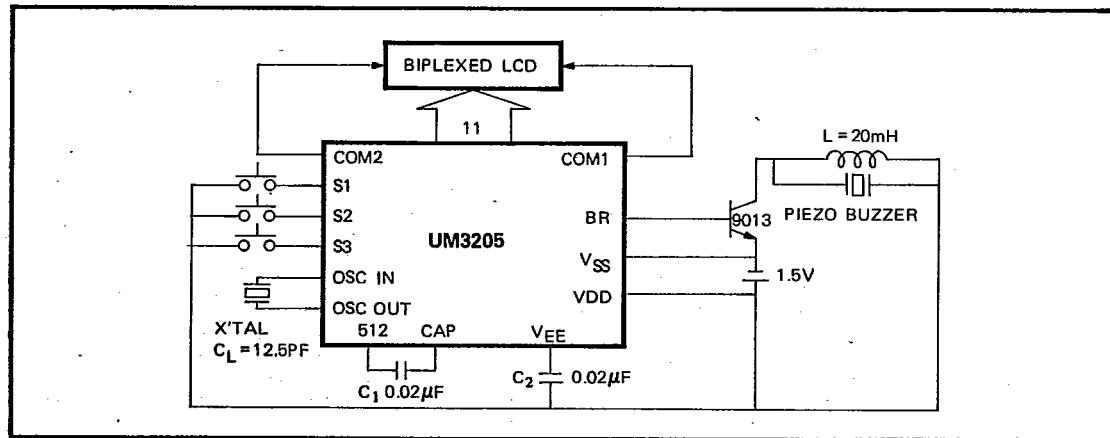 BIPLEXED LCD
11
L = 20mH
COM2
COM1
S1
S2
S3
BR
9013
PIEZO BUZZER
UM3205
VSS
1.5V
VDD
OSC IN
OSC OUT
X'TAL
CL = 12.5PF
512
CAP
VEE
C1 0.02μF
C2
0.02μF